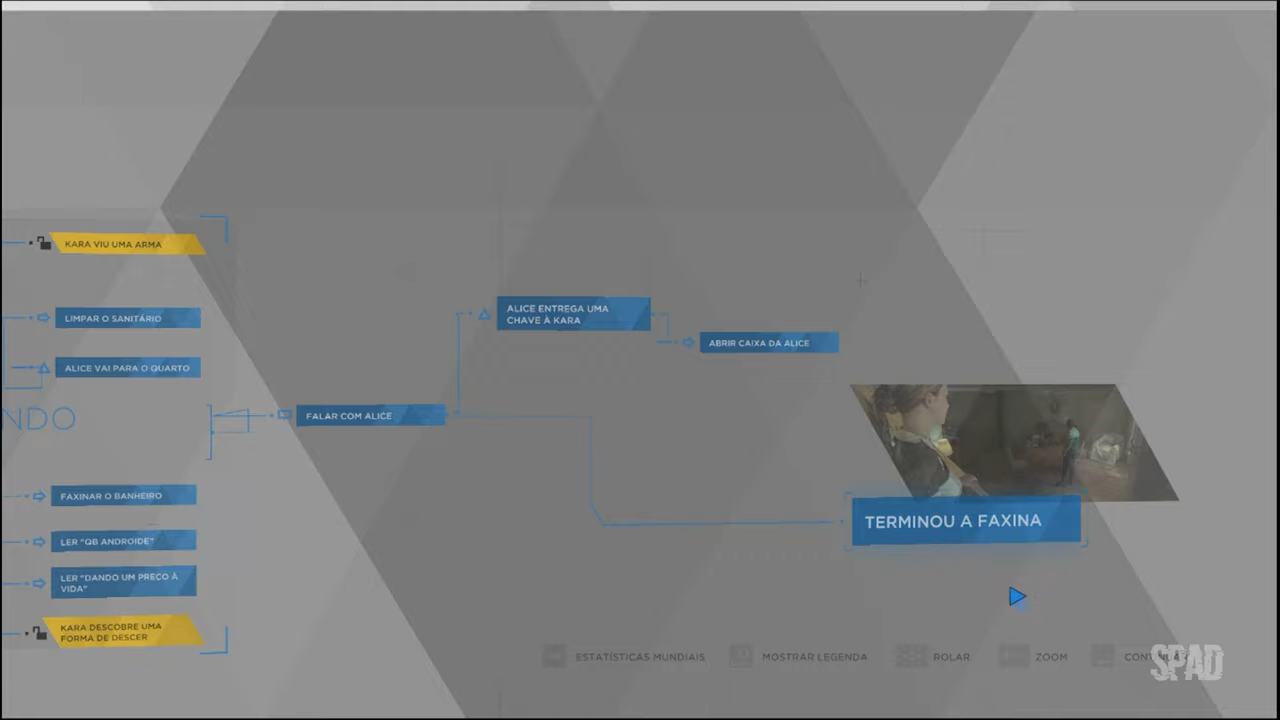 KARA VIU UMA ARMA
LIMPAR O SANITÁRIO
ALICE VAI PARA O QUARTO
NDO
FAXINAR O BANHEIRO
LER "QB ANDROIDE"
LER "DANDO UM PREÇO À
VIDA"
KARA DESCOBRE UMA
FORMA DE DESCER
FALAR COM ALICE
ALICE ENTREGA UMA
CHAVE À KARA
ABRIR CAIXA DA ALICE
TERMINOU A FAXINA
ESTATÍSTICAS MUNDIAIS
MOSTRAR LEGENDA
ROLAR
ZOOM
SPAD